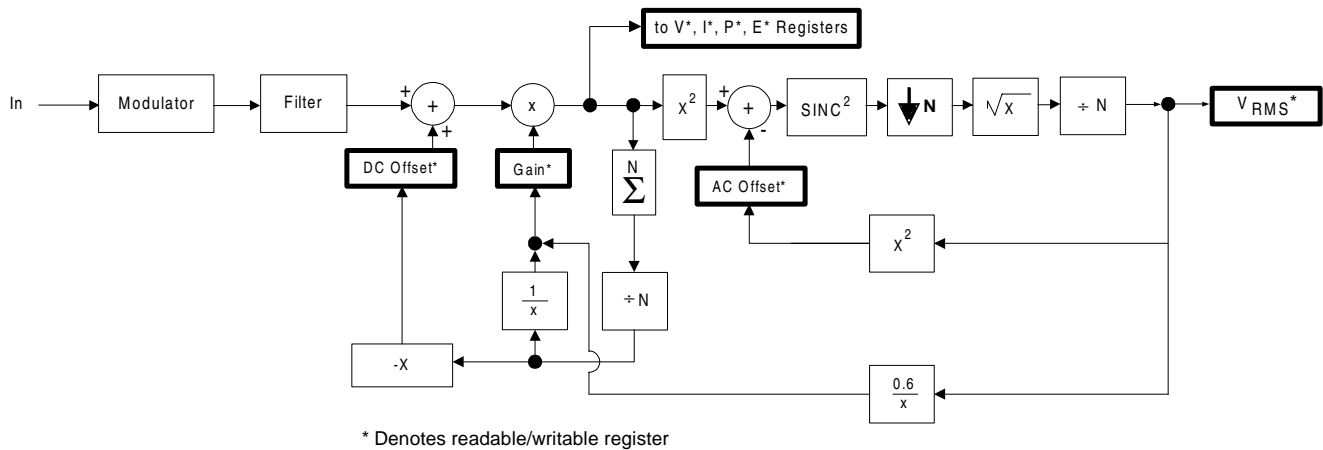 to V*, I*, P*, E* Registers
In
Modulator
Filter
+
+
+
x
X²
+
+
-
SINC²
N
√X
÷ N
V RMS*
DC Offset*
Gain*
N
Σ
AC Offset*
X²
1
x
÷ N
-X
0.6
x
* Denotes readable/writable register